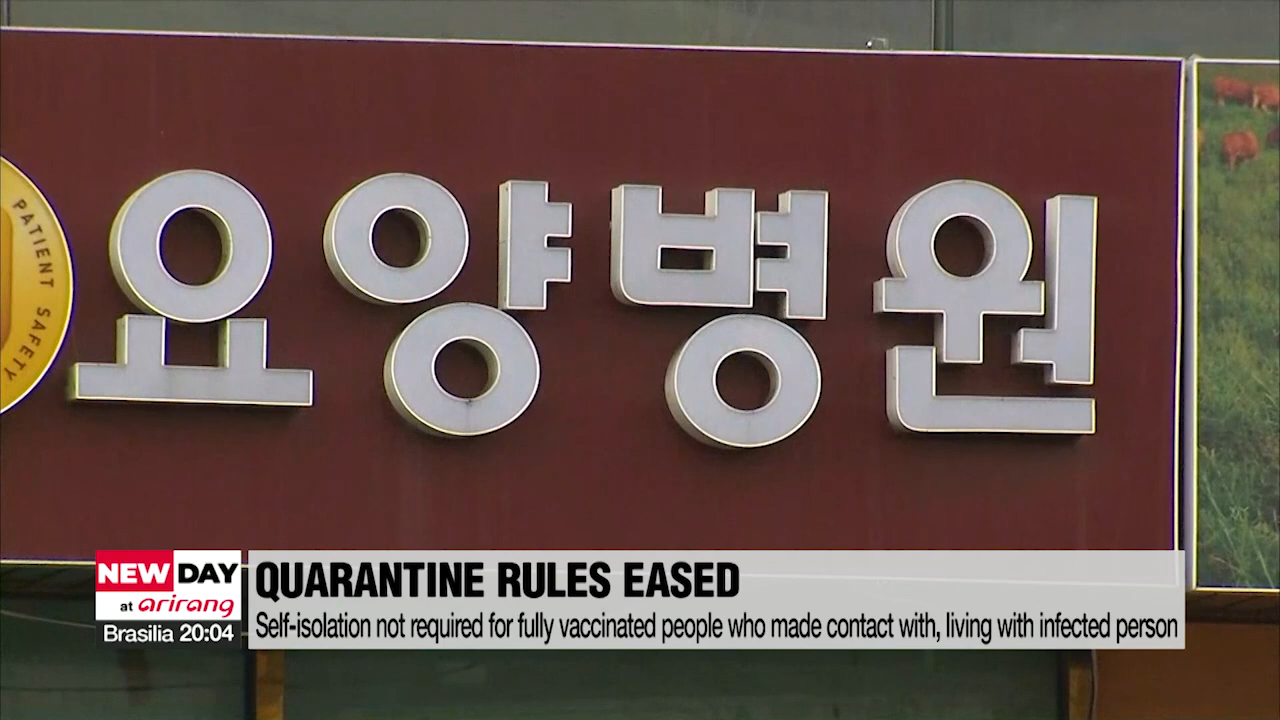 요양병원
PATIENT SAFETY
NEW DAY
at arirang
Brasilia 20:04
QUARANTINE RULES EASED
Self-isolation not required for fully vaccinated people who made contact with, living with infected person